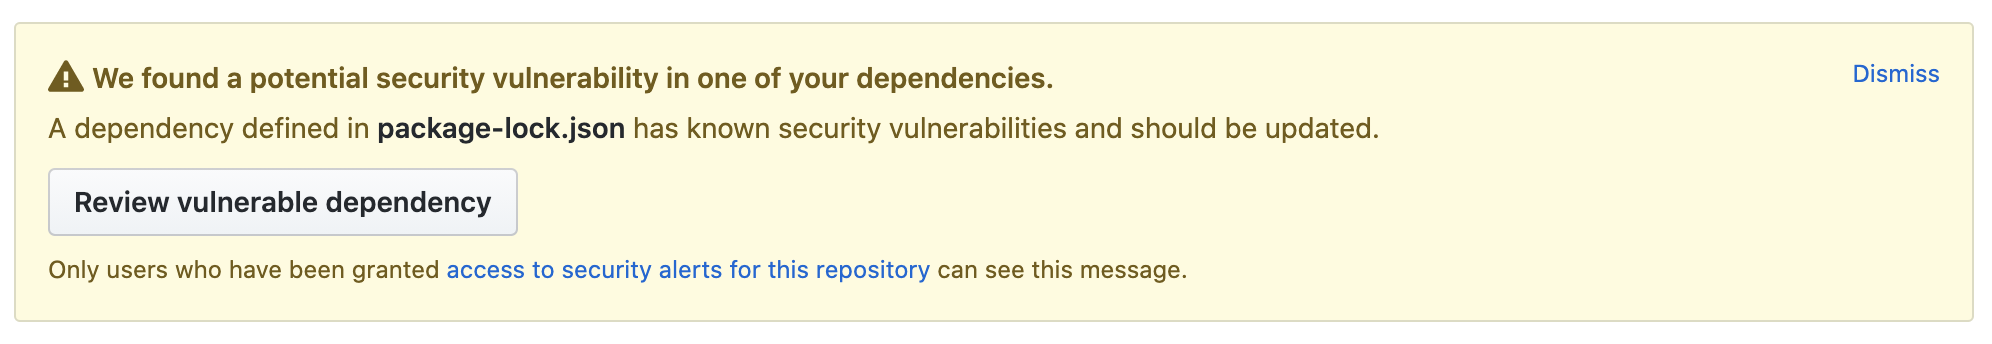 We found a potential security vulnerability in one of your dependencies.
Dismiss
A dependency defined in package-lock.json has known security vulnerabilities and should be updated.
Review vulnerable dependency
Only users who have been granted access to security alerts for this repository can see this message.